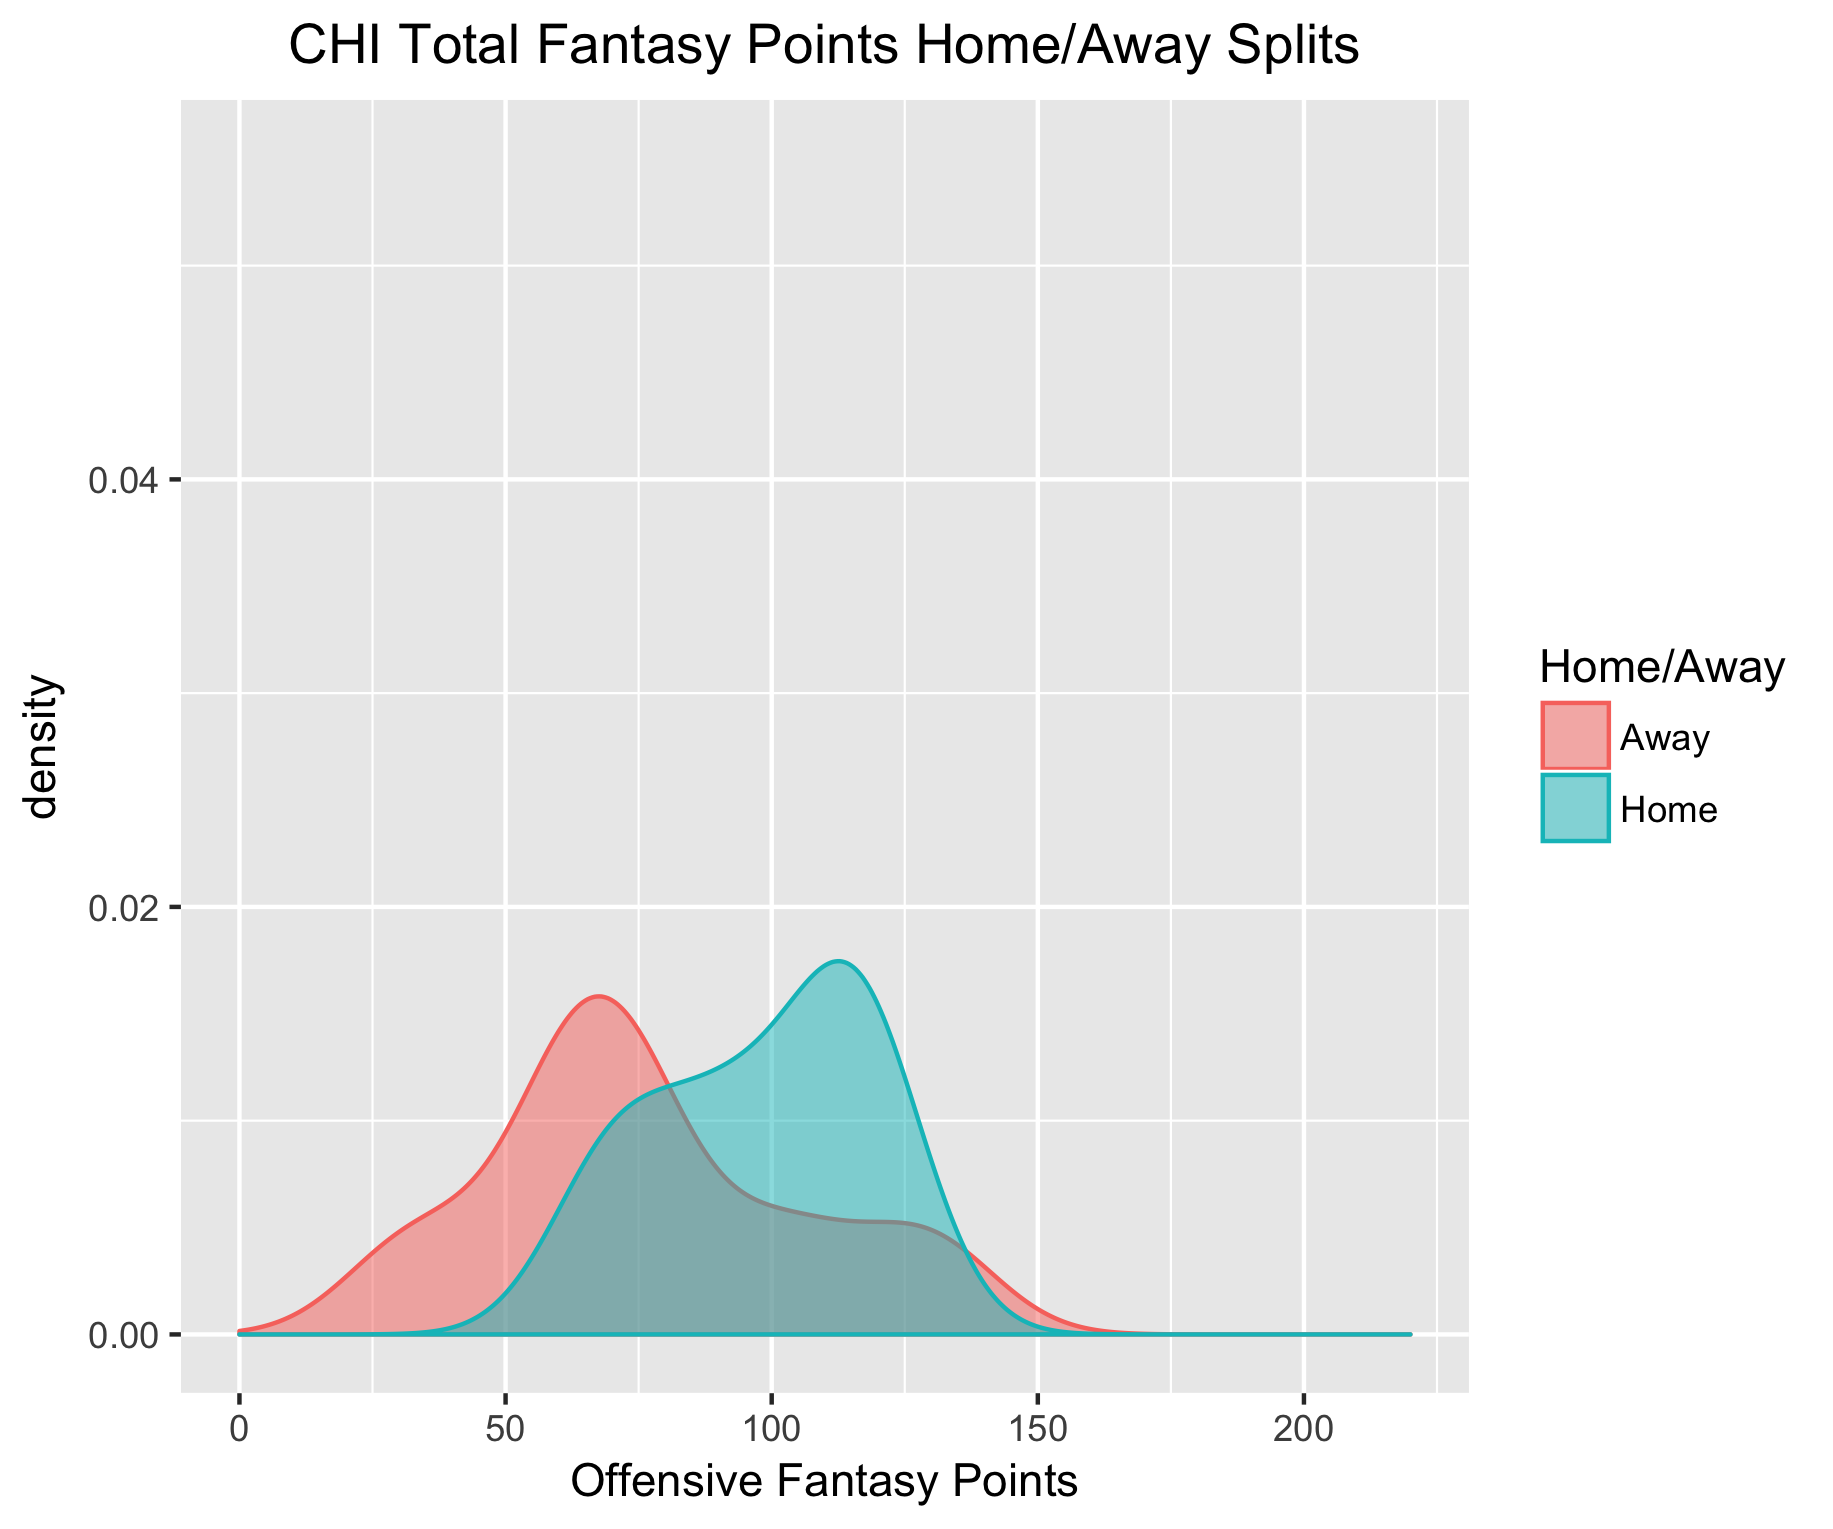 CHI Total Fantasy Points Home/Away Splits
density
0.04
0.02
0.00
0 50 100 150 200
Offensive Fantasy Points
Home/Away
Away
Home